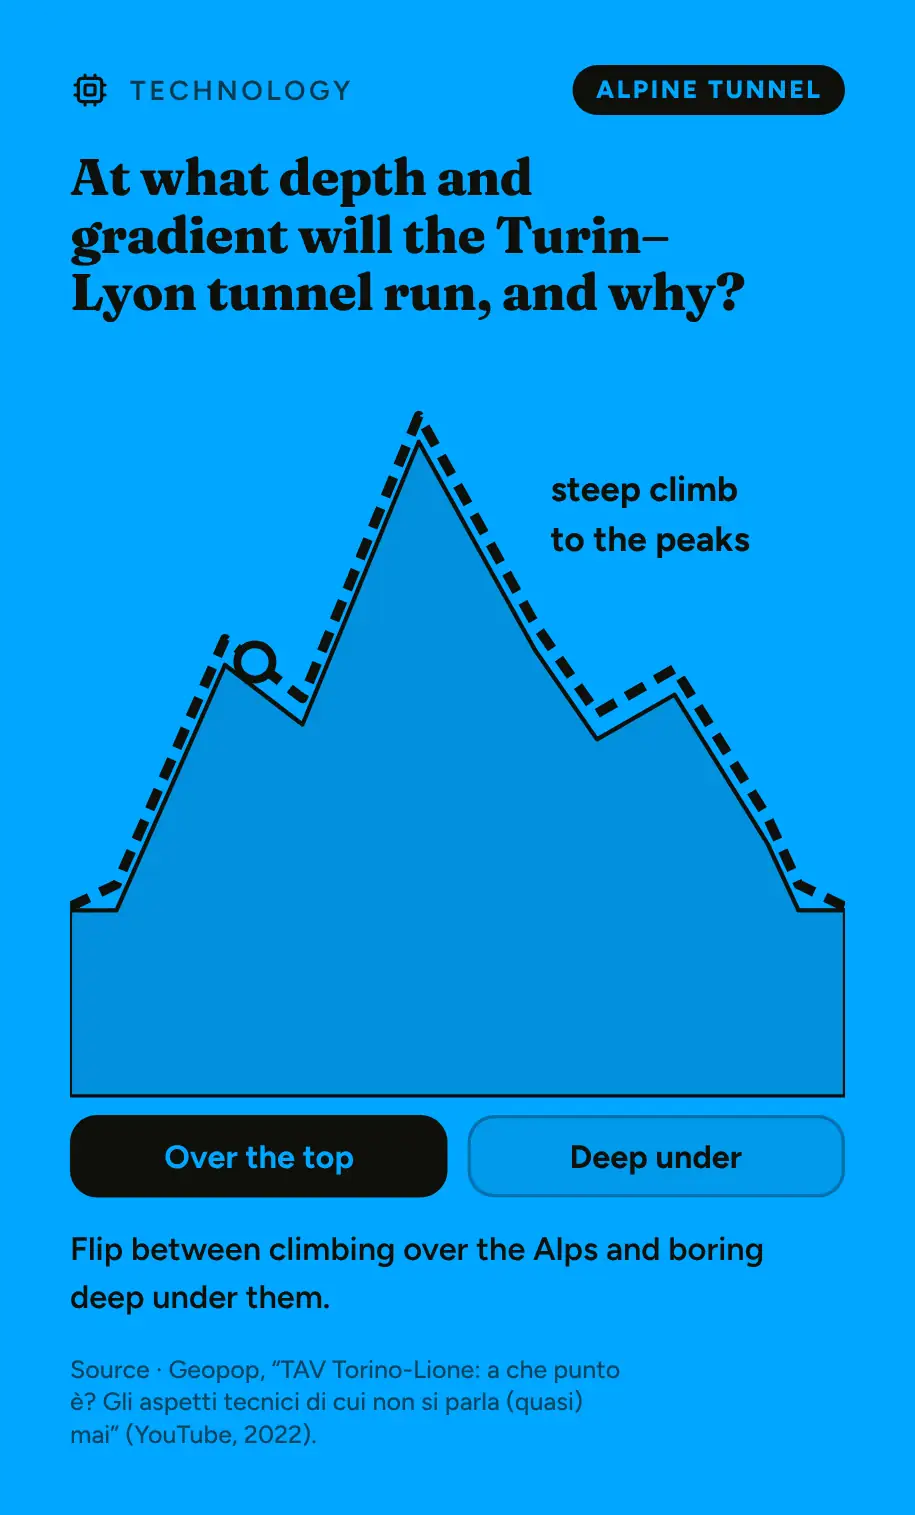 TECHNOLOGY
ALPINE TUNNEL
At what depth and
gradient will the Turin–
Lyon tunnel run, and why?
steep climb
to the peaks
Over the top
Deep under
Flip between climbing over the Alps and boring
deep under them.
Source · Geopop, “TAV Torino-Lione: a che punto
è? Gli aspetti tecnici di cui non si parla (quasi)
mai” (YouTube, 2022).